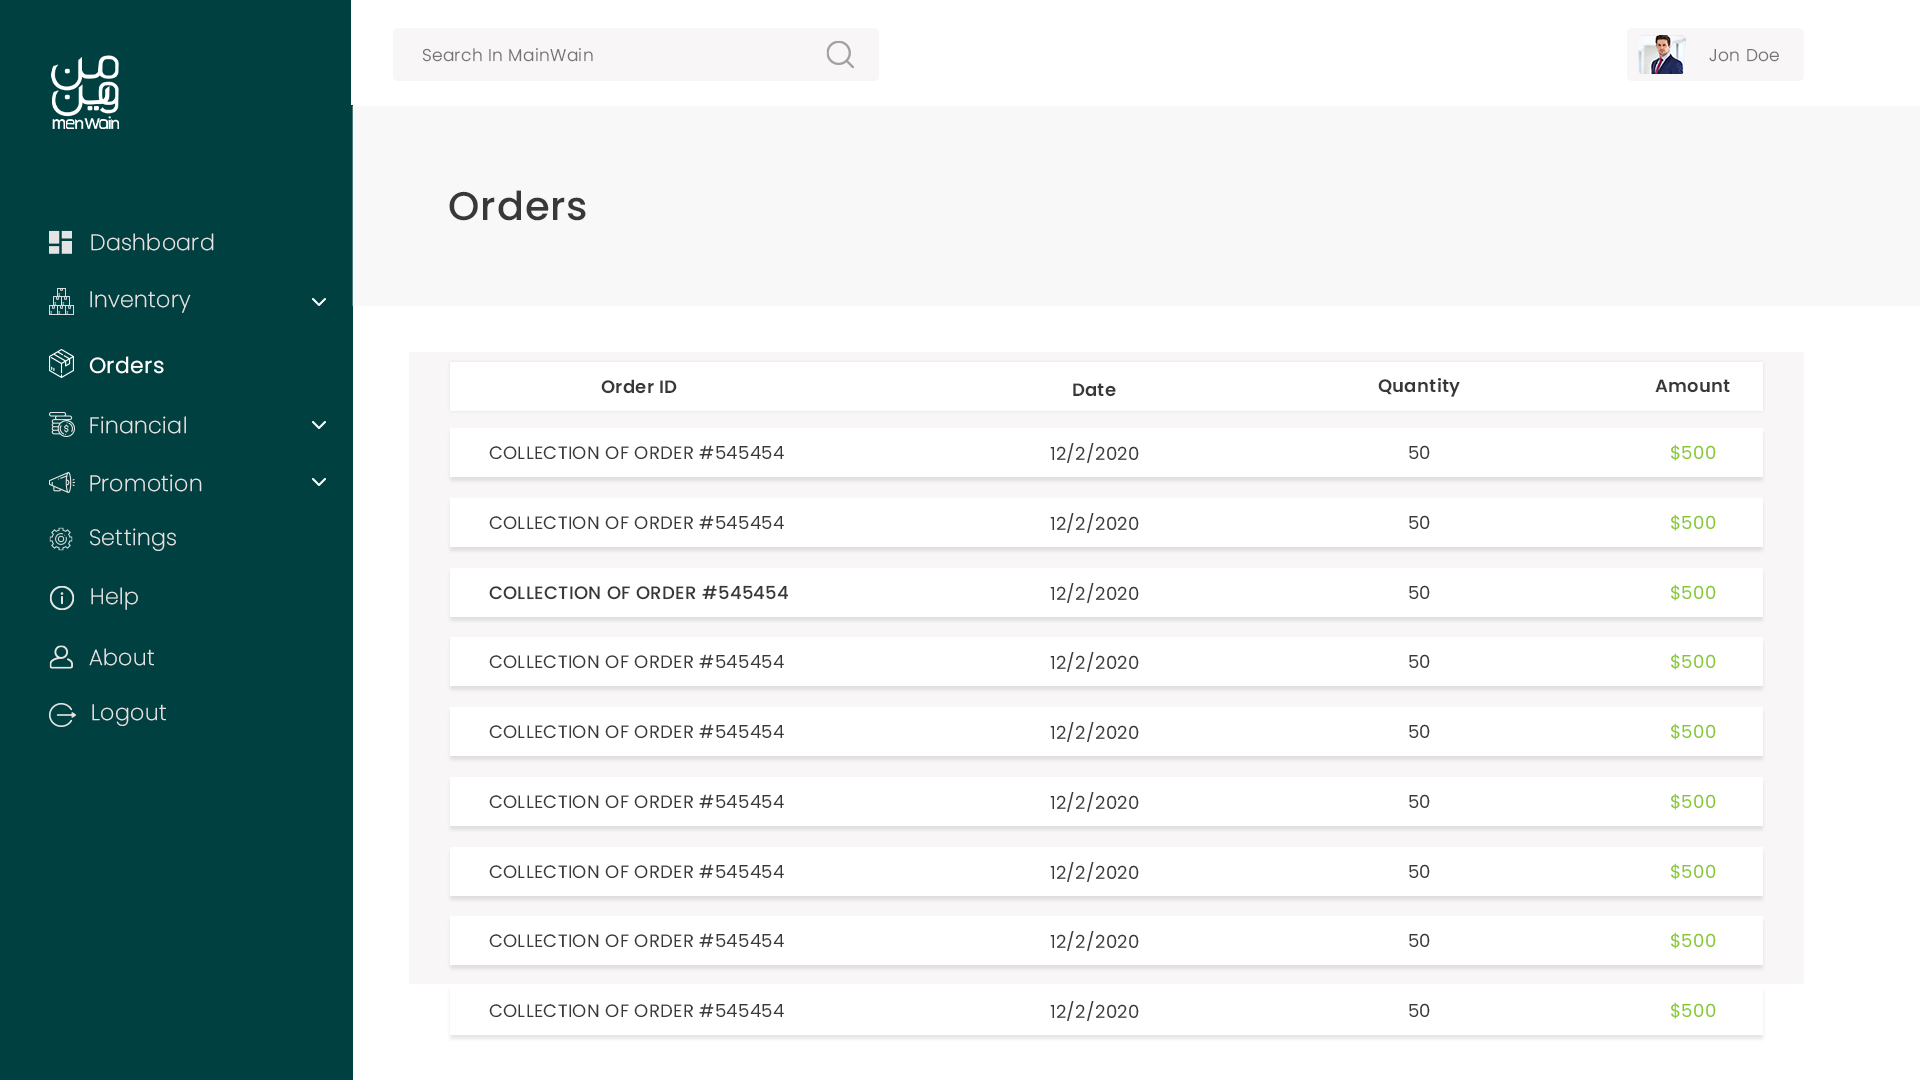 من
وين
menWain
Search In MainWain
Jon Doe
Orders
Dashboard
Inventory
Orders
Financial
Promotion
Settings
Help
About
Logout
Order ID Date Quantity Amount
COLLECTION OF ORDER #545454 12/2/2020 50 $500
COLLECTION OF ORDER #545454 12/2/2020 50 $500
COLLECTION OF ORDER #545454 12/2/2020 50 $500
COLLECTION OF ORDER #545454 12/2/2020 50 $500
COLLECTION OF ORDER #545454 12/2/2020 50 $500
COLLECTION OF ORDER #545454 12/2/2020 50 $500
COLLECTION OF ORDER #545454 12/2/2020 50 $500
COLLECTION OF ORDER #545454 12/2/2020 50 $500
COLLECTION OF ORDER #545454 12/2/2020 50 $500